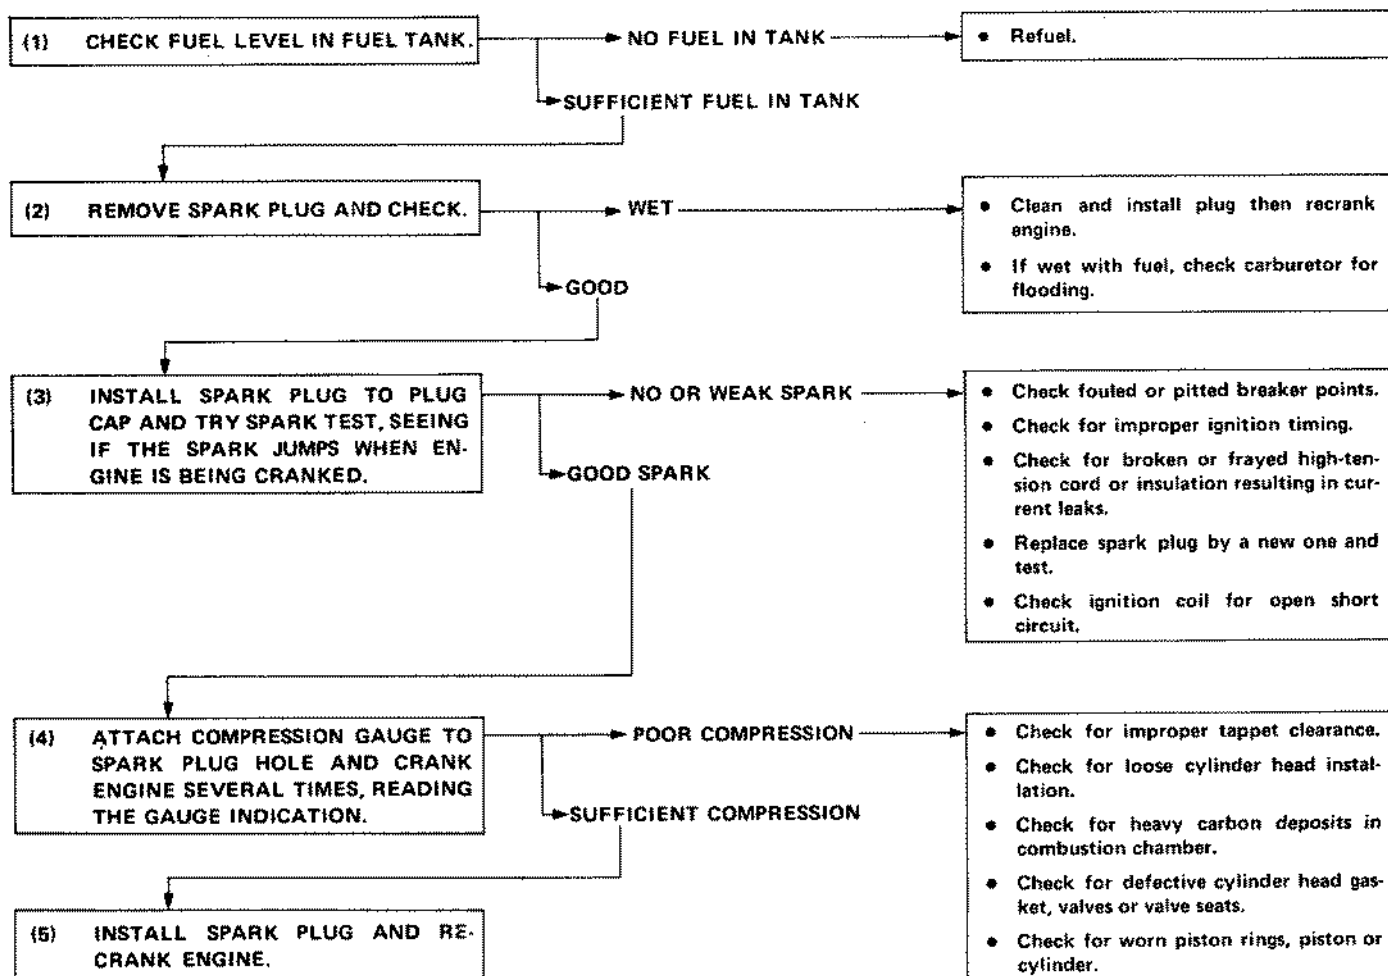 (1) CHECK FUEL LEVEL IN FUEL TANK.
NO FUEL IN TANK
• Refuel.
SUFFICIENT FUEL IN TANK
(2) REMOVE SPARK PLUG AND CHECK.
WET
• Clean and install plug then recrank
engine.
• If wet with fuel, check carburetor for
flooding.
GOOD
(3) INSTALL SPARK PLUG TO PLUG
CAP AND TRY SPARK TEST, SEEING
IF THE SPARK JUMPS WHEN EN-
GINE IS BEING CRANKED.
NO OR WEAK SPARK
• Check fouled or pitted breaker points.
• Check for improper ignition timing.
• Check for broken or frayed high-ten-
sion cord or insulation resulting in cur-
rent leaks.
• Replace spark plug by a new one and
test.
• Check ignition coil for open short
circuit.
GOOD SPARK
(4) ATTACH COMPRESSION GAUGE TO
SPARK PLUG HOLE AND CRANK
ENGINE SEVERAL TIMES, READING
THE GAUGE INDICATION.
POOR COMPRESSION
• Check for improper tappet clearance.
• Check for loose cylinder head instal-
lation.
• Check for heavy carbon deposits in
combustion chamber.
• Check for defective cylinder head gas-
ket, valves or valve seats.
• Check for worn piston rings, piston or
cylinder.
SUFFICIENT COMPRESSION
(5) INSTALL SPARK PLUG AND RE-
CRANK ENGINE.